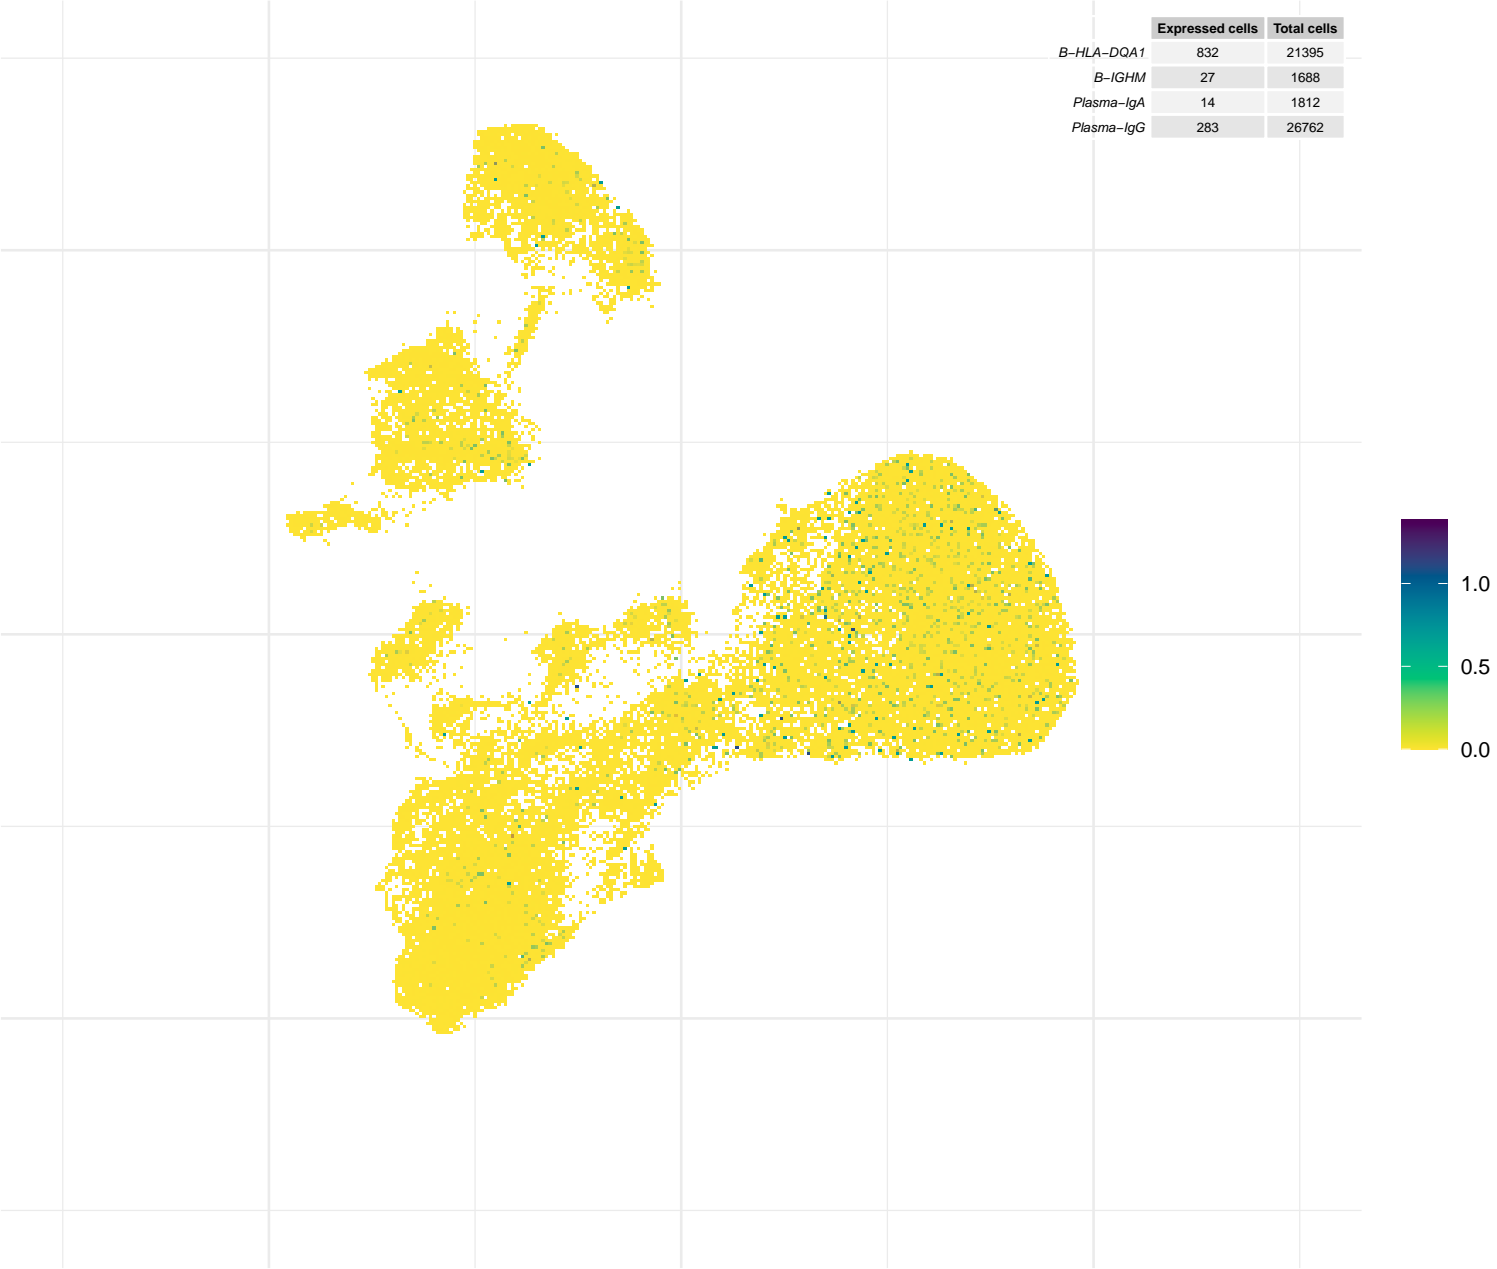 Expressed cells Total cells
B−HLA−DQA1 832 21395
B−IGHM 27 1688
Plasma−IgA 14 1812
Plasma−IgG 283 26762
1.0
0.5
0.0